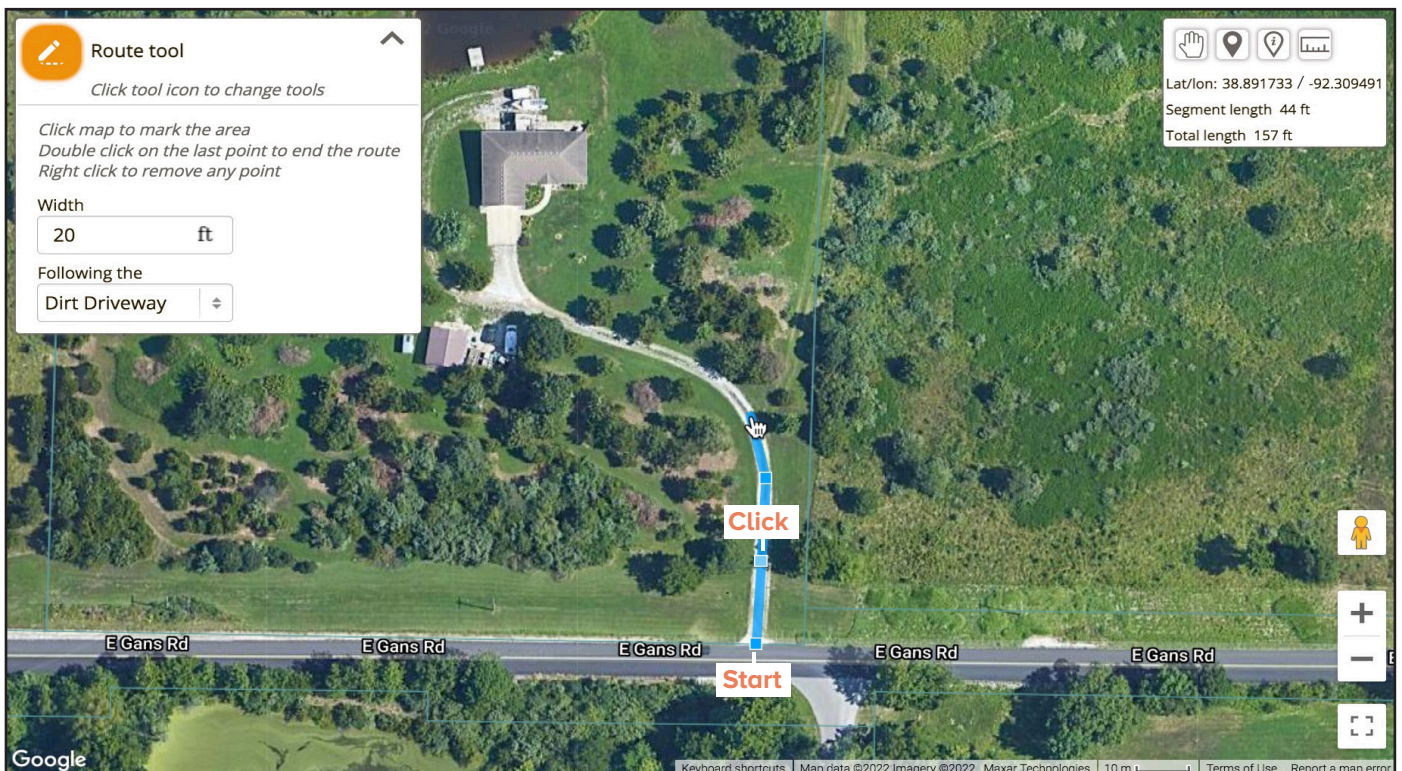 Route tool
Click tool icon to change tools
Click map to mark the area
Double click on the last point to end the route
Right click to remove any point
Width
20 ft
Following the
Dirt Driveway
2 Google
i
Lat/lon: 38.891733 / -92.309491
Segment length 44 ft
Total length 157 ft
Click
E Gans Rd E Gans Rd E Gans Rd E Gans Rd E Gans Rd E
Start
+
−
Google
Keyboard shortcuts Map data ©2022 Imagery ©2022, Maxar Technologies 10 m Terms of Use Report a map error